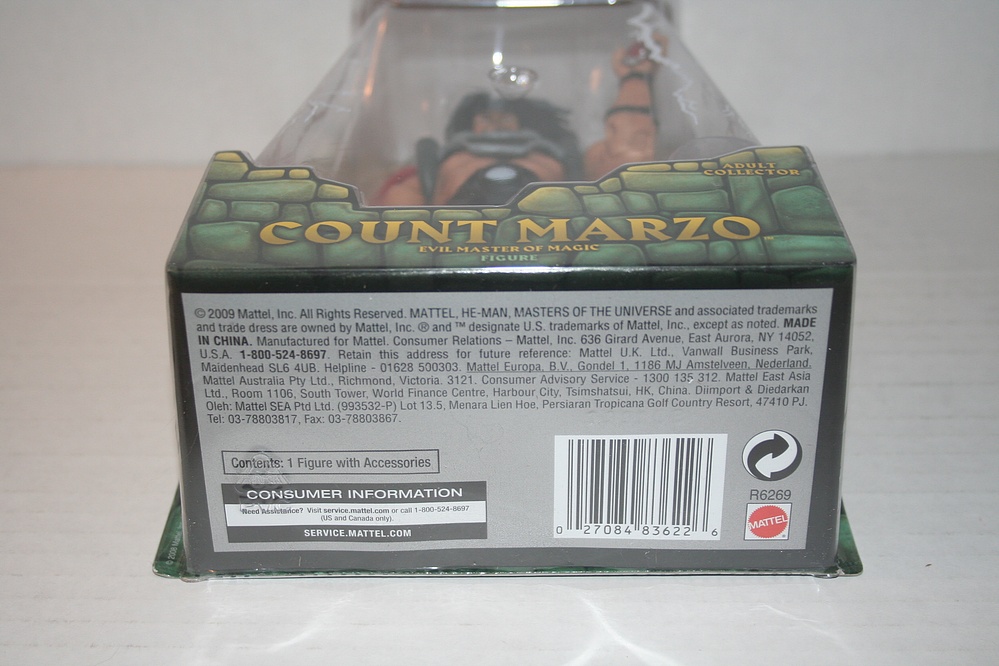 ADULT
COLLECTOR
COUNT MARZO™
EVIL MASTER OF MAGIC
FIGURE
© 2009 Mattel, Inc. All Rights Reserved. MATTEL, HE-MAN, MASTERS OF THE UNIVERSE and associated trademarks
and trade dress are owned by Mattel, Inc. ® and ™ designate U.S. trademarks of Mattel, Inc., except as noted. MADE
IN CHINA. Manufactured for Mattel. Consumer Relations – Mattel, Inc. 636 Girard Avenue, East Aurora, NY 14052,
U.S.A. 1-800-524-8697. Retain this address for future reference: Mattel U.K. Ltd., Vanwall Business Park,
Maidenhead SL6 4UB. Helpline - 01628 500303. Mattel Europa, B.V., Gondel 1, 1186 MJ Amstelveen, Nederland.
Mattel Australia Pty Ltd., Richmond, Victoria. 3121. Consumer Advisory Service - 1300 135 312. Mattel East Asia
Ltd., Room 1106, South Tower, World Finance Centre, Harbour City, Tsimshatsui, HK, China. Diimport & Diedarkan
Oleh: Mattel SEA Ptd Ltd. (993532-P) Lot 13.5, Menara Lien Hoe, Persiaran Tropicana Golf Country Resort, 47410 PJ.
Tel: 03-78803817, Fax: 03-78803867.
Contents: 1 Figure with Accessories
CONSUMER INFORMATION
Need Assistance? Visit service.mattel.com or call 1-800-524-8697
(US and Canada only).
SERVICE.MATTEL.COM
0 27084 83622 6
R6269
MATTEL